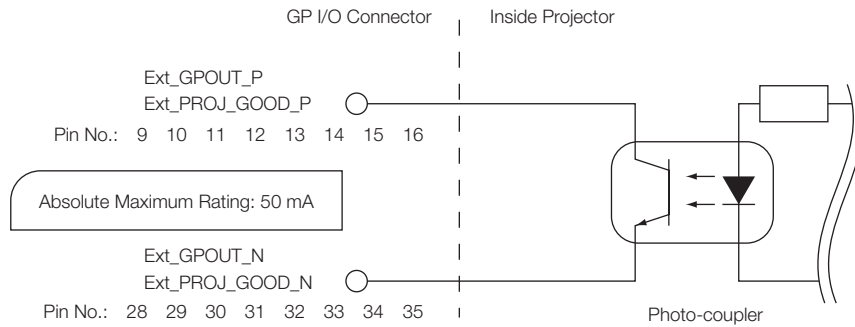 GP I/O Connector
Inside Projector
Ext_GPOUT_P
Ext_PROJ_GOOD_P
Pin No.: 9 10 11 12 13 14 15 16
Absolute Maximum Rating: 50 mA
Ext_GPOUT_N
Ext_PROJ_GOOD_N
Pin No.: 28 29 30 31 32 33 34 35
Photo-coupler